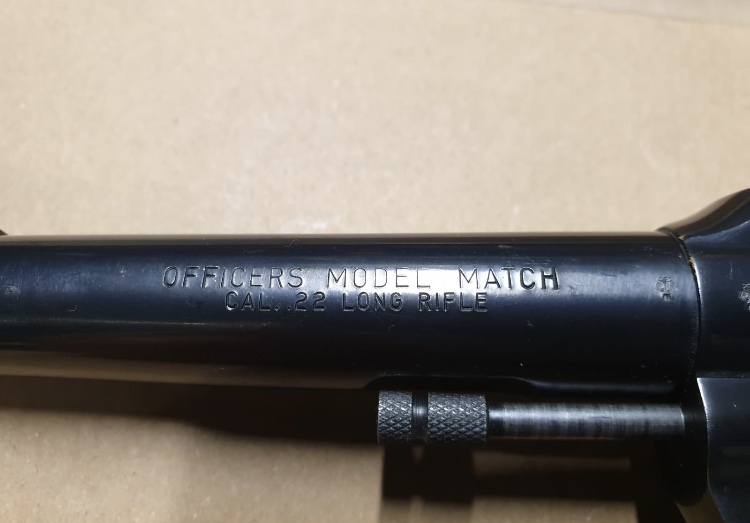 OFFICERS MODEL MATCH
CAL. .22 LONG RIFLE